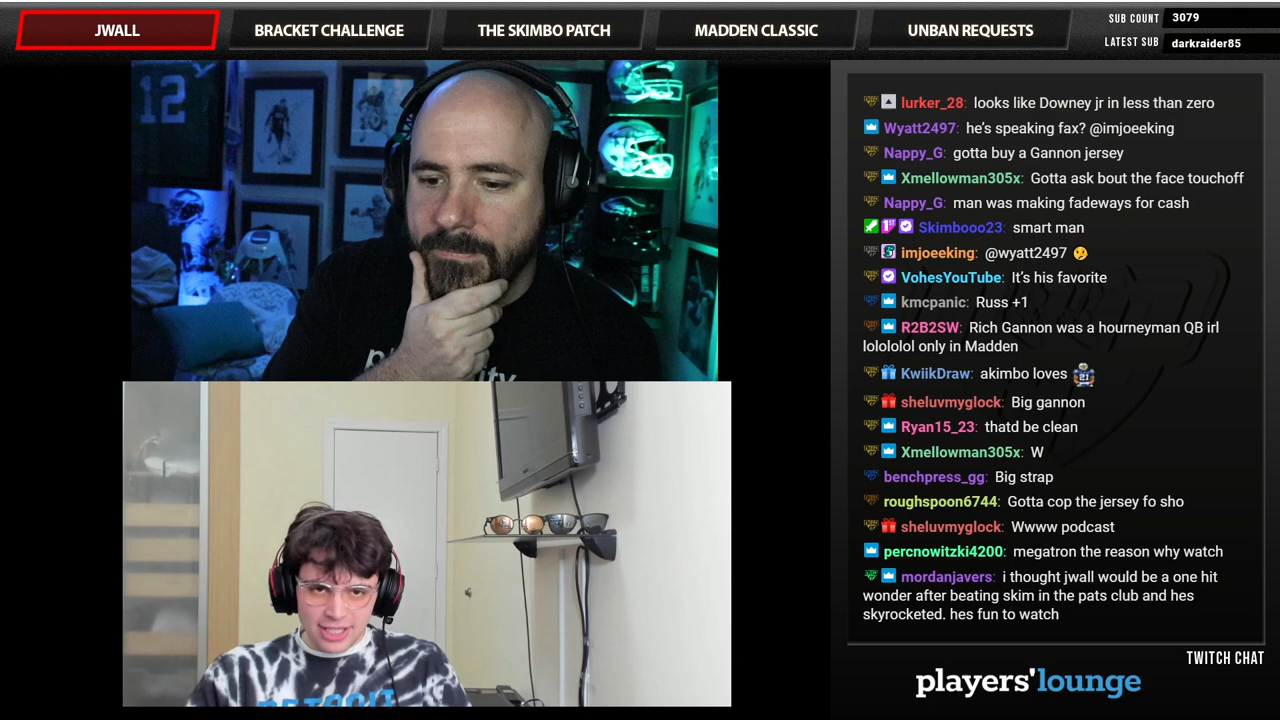 JWALL
BRACKET CHALLENGE
THE SKIMBO PATCH
MADDEN CLASSIC
UNBAN REQUESTS
SUB COUNT 3079
LATEST SUB darkraider85
12
lurker_28: looks like Downey jr in less than zero
Wyatt2497: he's speaking fax? @imjoeeking
Nappy_G: gotta buy a Gannon jersey
Xmellowman305x: Gotta ask bout the face touchoff
Nappy_G: man was making fadeways for cash
Skimbooo23: smart man
imjoeeking: @wyatt2497
VohesYouTube: It's his favorite
kmcpanic: Russ +1
R2B2SW: Rich Gannon was a hourneyman QB irl
lolololol only in Madden
KwiikDraw: akimbo loves
sheluvmyglock: Big gannon
Ryan15_23: thatd be clean
Xmellowman305x: W
benchpress_gg: Big strap
roughspoon6744: Gotta cop the jersey fo sho
sheluvmyglock: Wwww podcast
percnowitzki4200: megatron the reason why watch
mordanjavers: i thought jwall would be a one hit
wonder after beating skim in the pats club and hes
skyrocketed. hes fun to watch
TWITCH CHAT
players'lounge
DETROIT